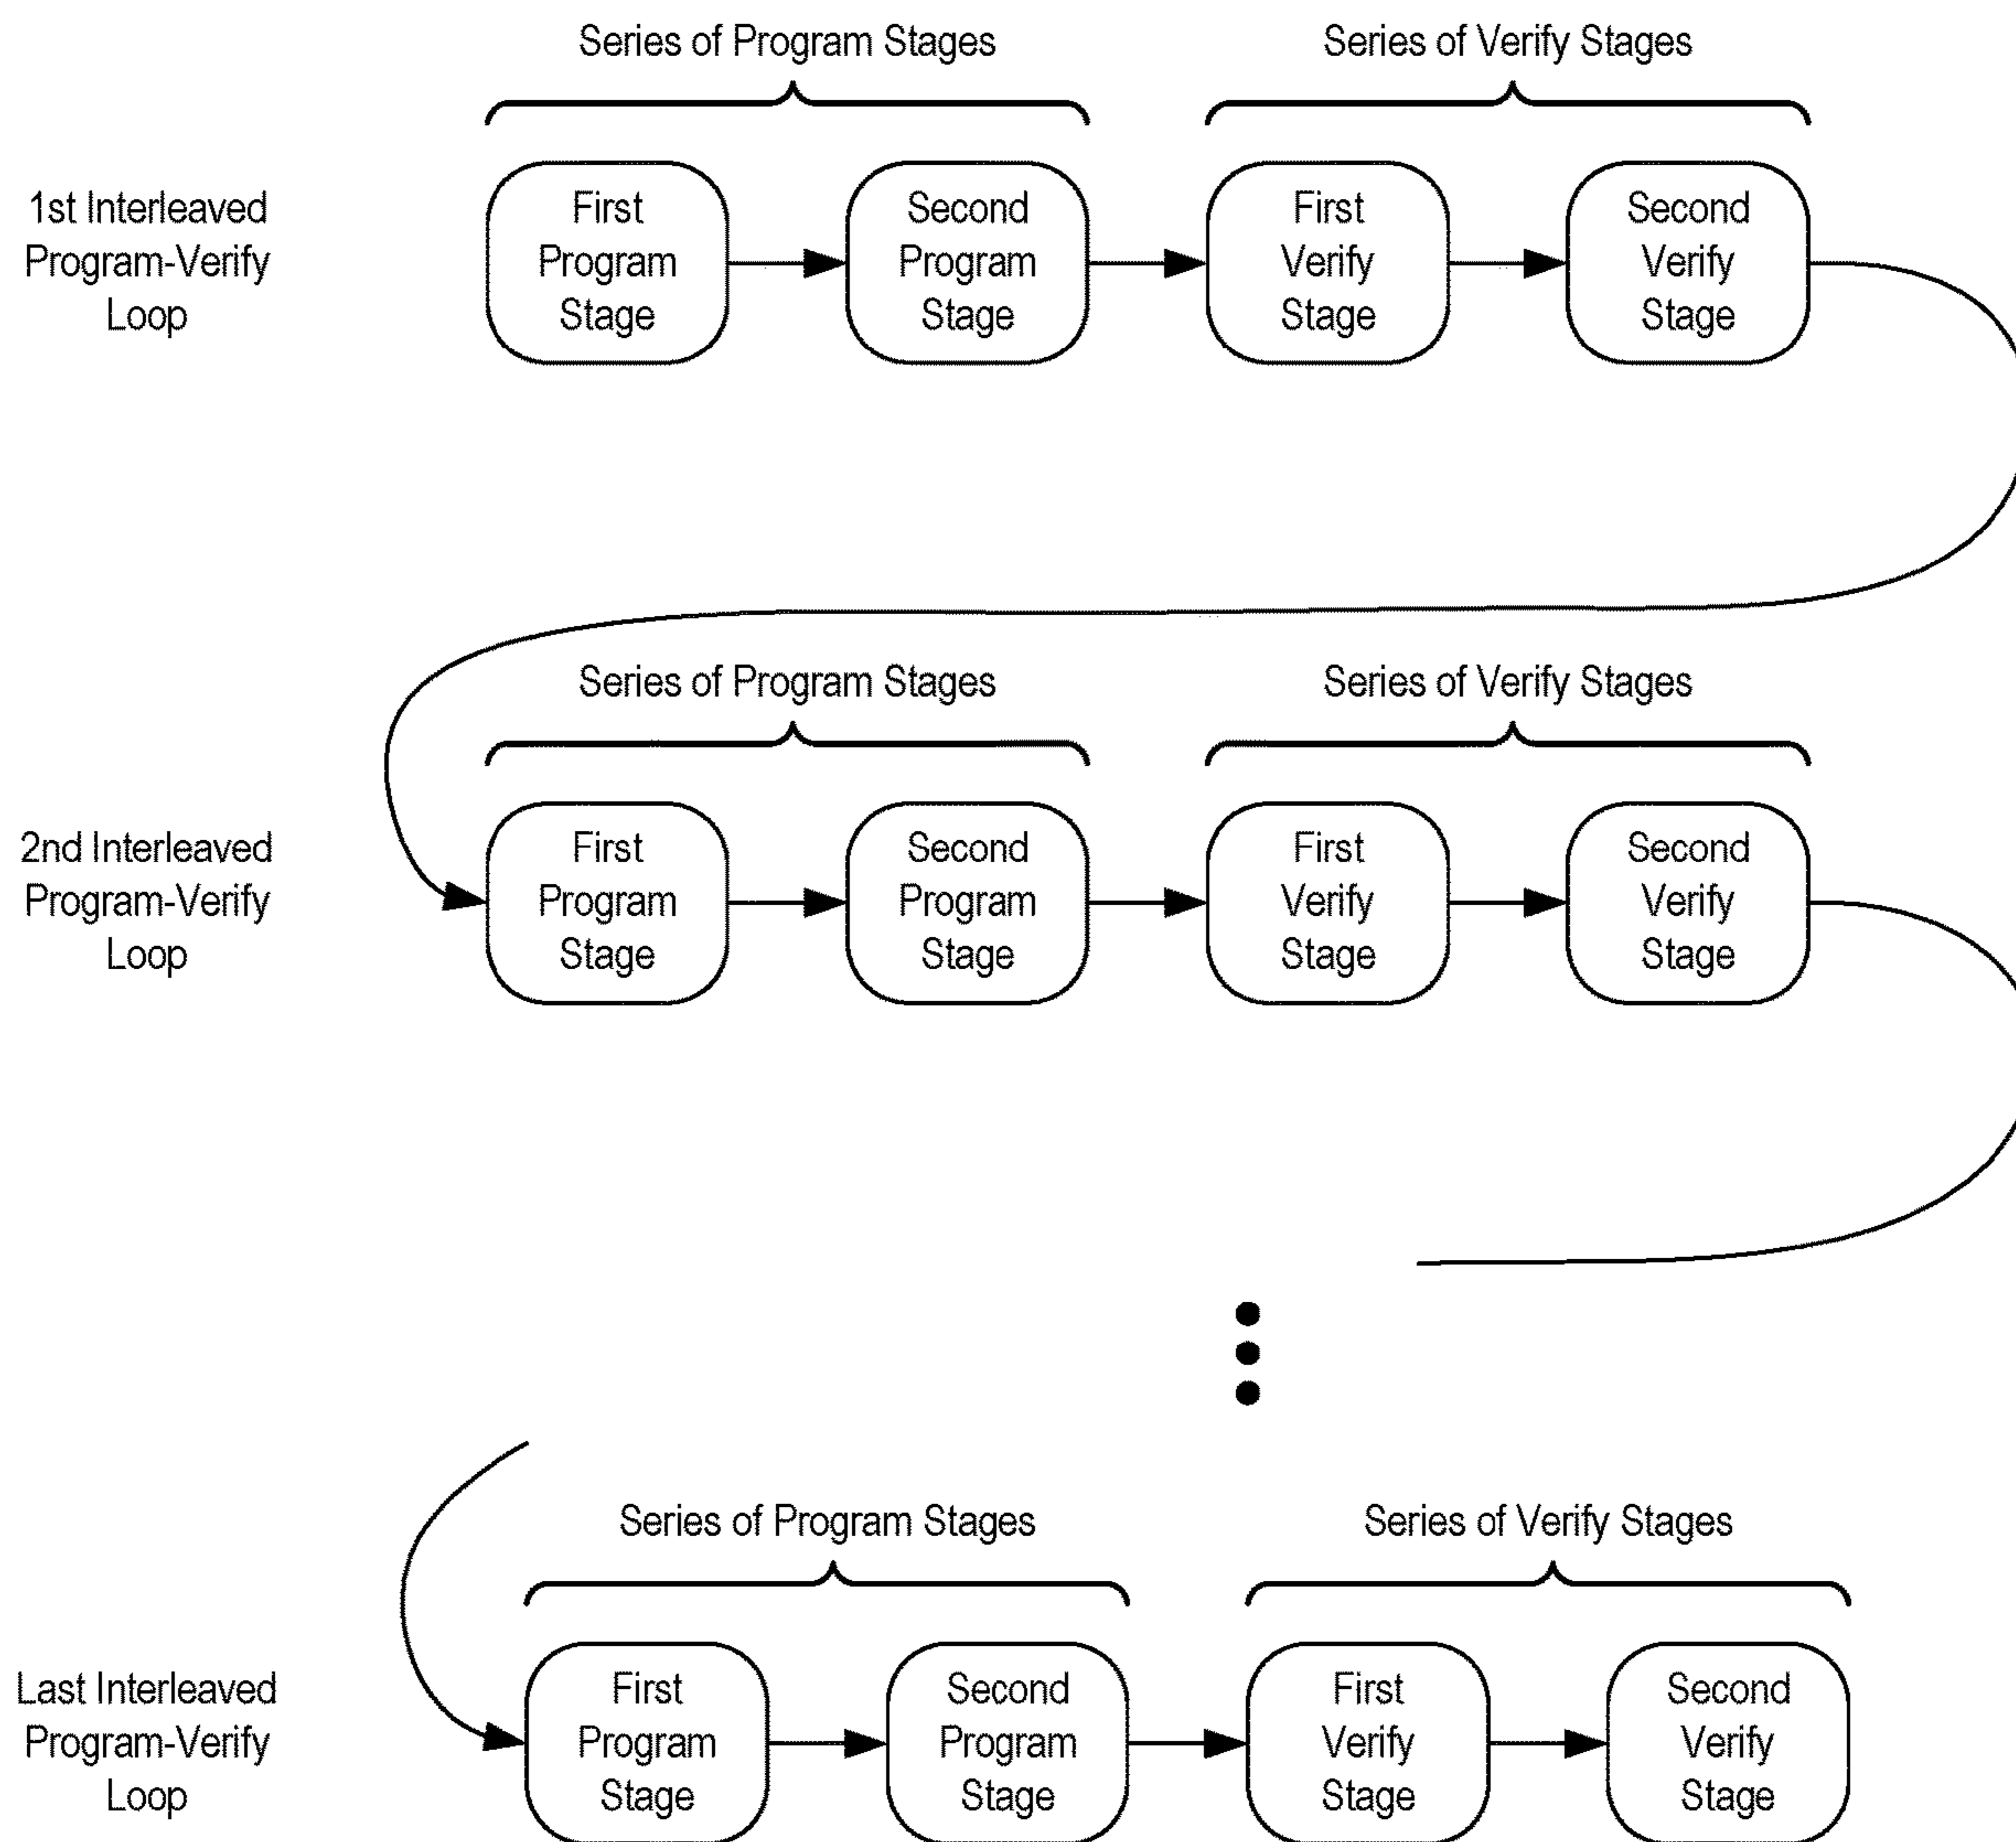 Series of Program Stages
Series of Verify Stages
1st Interleaved
Program-Verify
Loop
First
Program
Stage
Second
Program
Stage
First
Verify
Stage
Second
Verify
Stage
Series of Program Stages
Series of Verify Stages
2nd Interleaved
Program-Verify
Loop
First
Program
Stage
Second
Program
Stage
First
Verify
Stage
Second
Verify
Stage
Series of Program Stages
Series of Verify Stages
Last Interleaved
Program-Verify
Loop
First
Program
Stage
Second
Program
Stage
First
Verify
Stage
Second
Verify
Stage